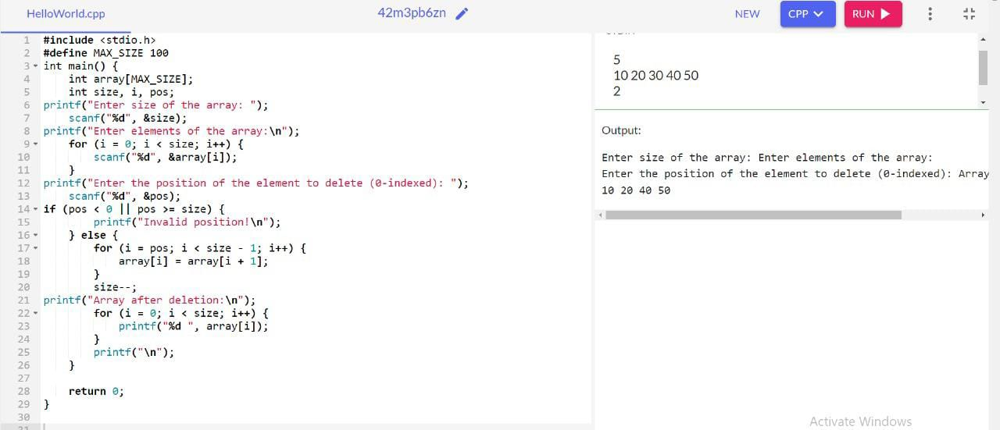 HelloWorld.cpp
42m3pb6zn
NEW
CPP
RUN
1 #include <stdio.h>
2 #define MAX_SIZE 100
3 int main() {
4 int array[MAX_SIZE];
5 int size, i, pos;
6 printf("Enter size of the array: ");
7 scanf("%d", &size);
8 printf("Enter elements of the array:\n");
9 for (i = 0; i < size; i++) {
10 scanf("%d", &array[i]);
11 }
12 printf("Enter the position of the element to delete (0-indexed): ");
13 scanf("%d", &pos);
14 if (pos < 0 || pos >= size) {
15 printf("Invalid position!\n");
16 } else {
17 for (i = pos; i < size - 1; i++) {
18 array[i] = array[i + 1];
19 }
20 size--;
21 printf("Array after deletion:\n");
22 for (i = 0; i < size; i++) {
23 printf("%d ", array[i]);
24 }
25 printf("\n");
26 }
27
28 return 0;
29 }
30
31
5
10 20 30 40 50
2
Output:
Enter size of the array: Enter elements of the array:
Enter the position of the element to delete (0-indexed): Array
10 20 40 50
Activate Windows